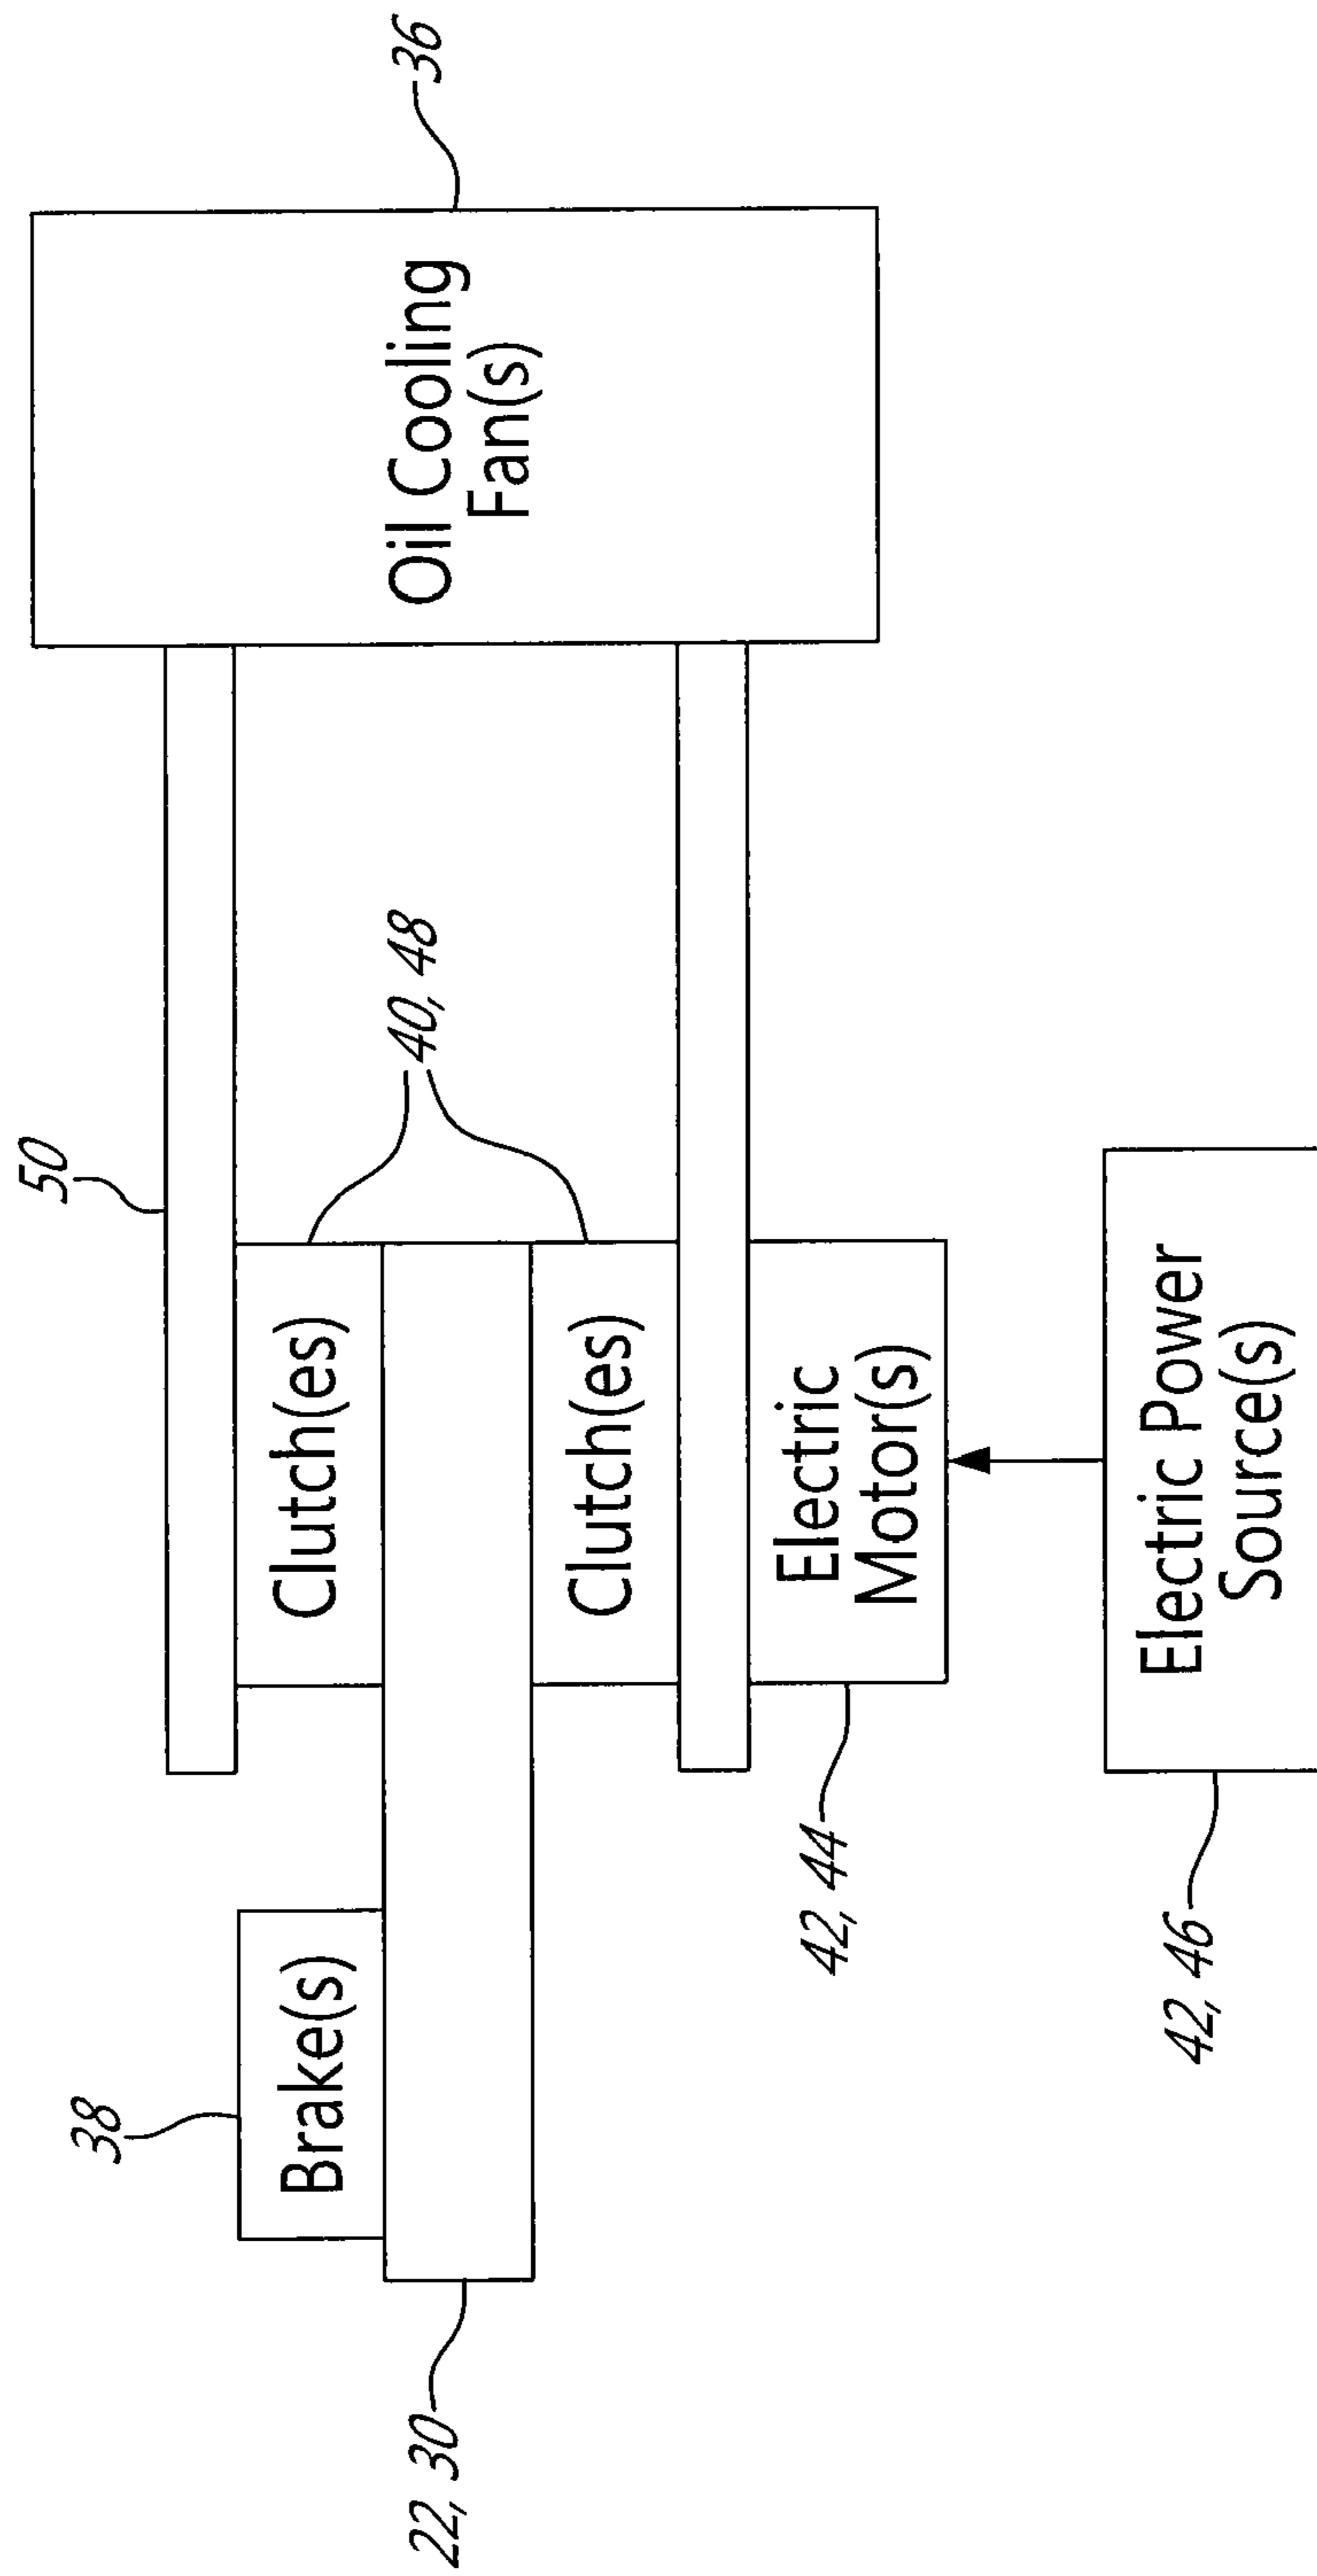 50
36
Oil Cooling
Fan(s)
40, 48
38
Brake(s)
Clutch(es)
Clutch(es)
22, 30
Electric
Motor(s)
42, 44
Electric Power
Source(s)
42, 46